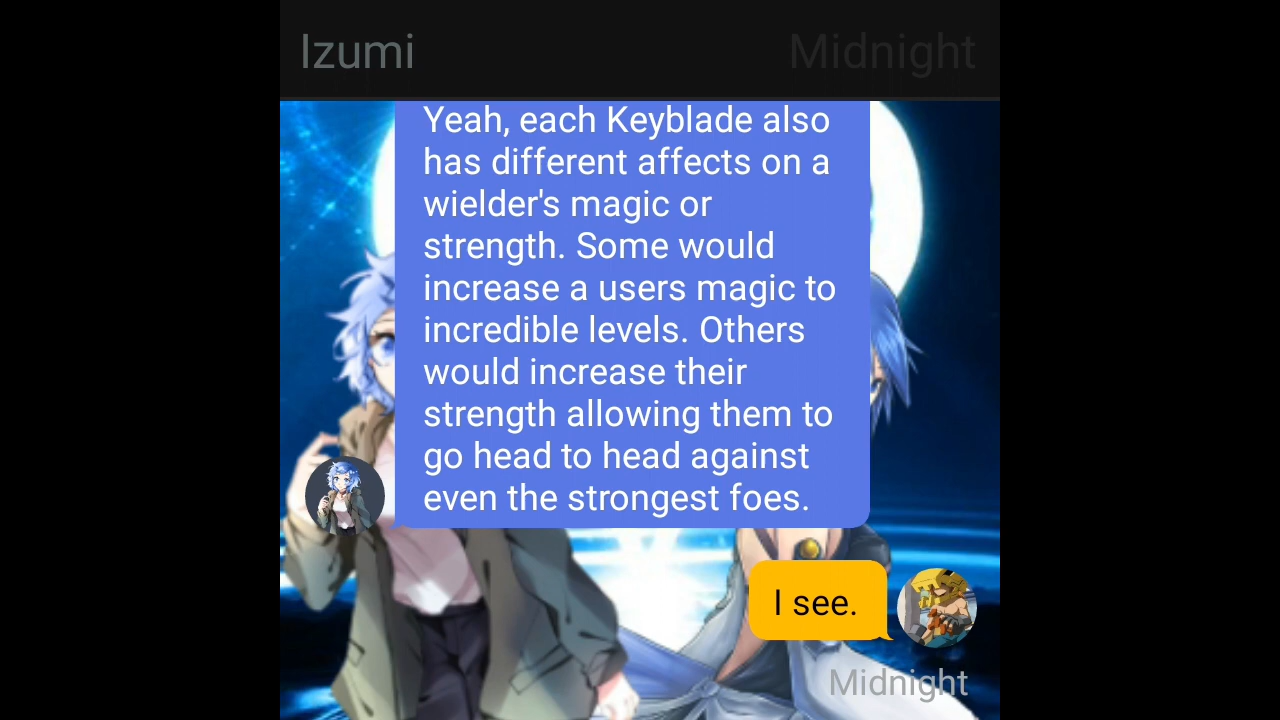 Izumi
Midnight
Yeah, each Keyblade also
has different affects on a
wielder's magic or
strength. Some would
increase a users magic to
incredible levels. Others
would increase their
strength allowing them to
go head to head against
even the strongest foes.
I see.
Midnight